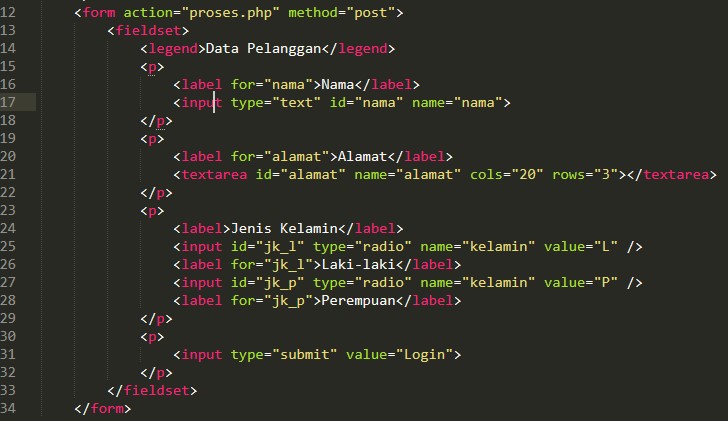 12 <form action="proses.php" method="post">
13 <fieldset>
14 <legend>Data Pelanggan</legend>
15 <p>
16 <label for="nama">Nama</label>
17 <input type="text" id="nama" name="nama">
18 </p>
19 <p>
20 <label for="alamat">Alamat</label>
21 <textarea id="alamat" name="alamat" cols="20" rows="3"></textarea>
22 </p>
23 <p>
24 <label>Jenis Kelamin</label>
25 <input id="jk_l" type="radio" name="kelamin" value="L" />
26 <label for="jk_l">Laki-laki</label>
27 <input id="jk_p" type="radio" name="kelamin" value="P" />
28 <label for="jk_p">Perempuan</label>
29 </p>
30 <p>
31 <input type="submit" value="Login">
32 </p>
33 </fieldset>
34 </form>